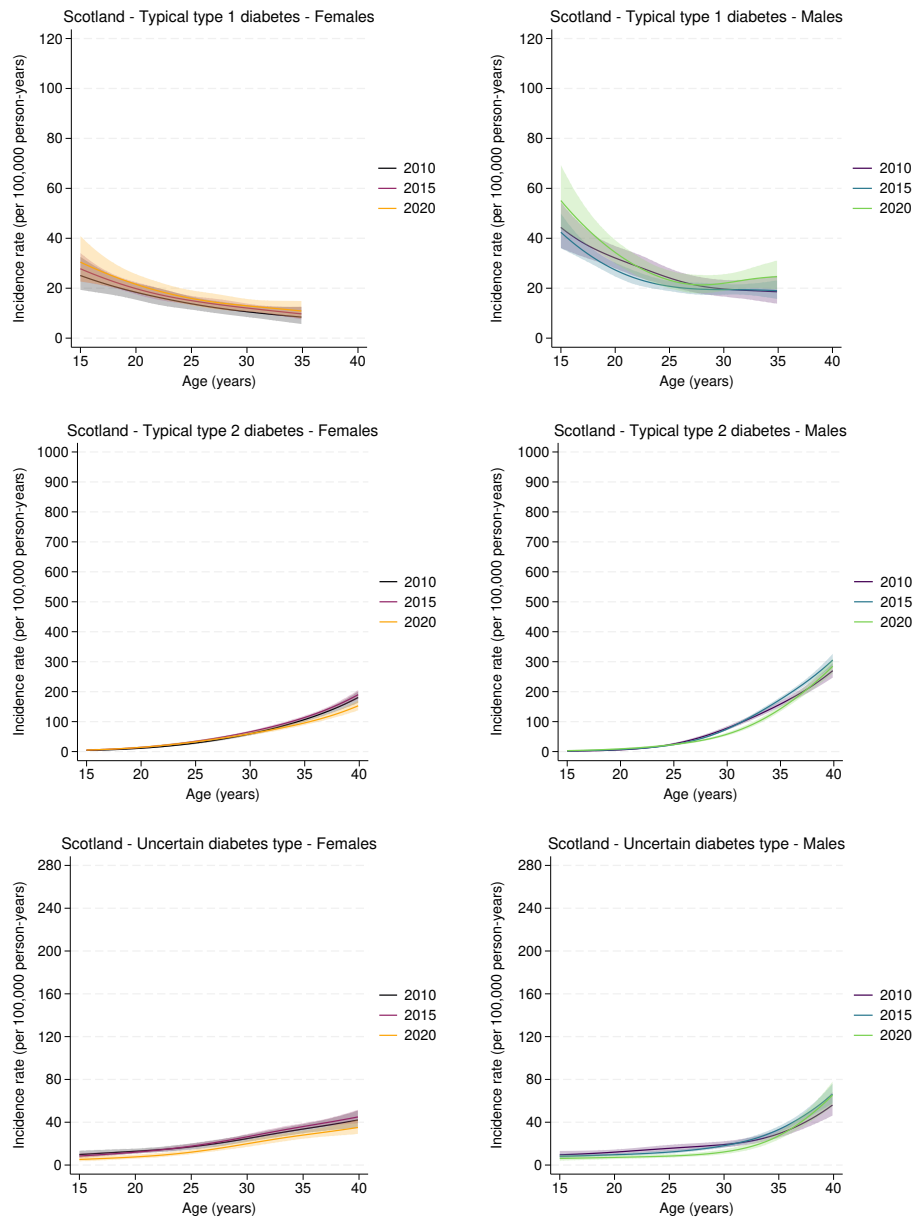 Scotland - Typical type 1 diabetes - Females
Incidence rate (per 100,000 person-years)
120
100
80
60
40
20
0
15 20 25 30 35 40
Age (years)
2010
2015
2020
Scotland - Typical type 1 diabetes - Males
Incidence rate (per 100,000 person-years)
120
100
80
60
40
20
0
15 20 25 30 35 40
Age (years)
2010
2015
2020
Scotland - Typical type 2 diabetes - Females
Incidence rate (per 100,000 person-years)
1000
900
800
700
600
500
400
300
200
100
0
15 20 25 30 35 40
Age (years)
2010
2015
2020
Scotland - Typical type 2 diabetes - Males
Incidence rate (per 100,000 person-years)
1000
900
800
700
600
500
400
300
200
100
0
15 20 25 30 35 40
Age (years)
2010
2015
2020
Scotland - Uncertain diabetes type - Females
Incidence rate (per 100,000 person-years)
280
240
200
160
120
80
40
0
15 20 25 30 35 40
Age (years)
2010
2015
2020
Scotland - Uncertain diabetes type - Males
Incidence rate (per 100,000 person-years)
280
240
200
160
120
80
40
0
15 20 25 30 35 40
Age (years)
2010
2015
2020